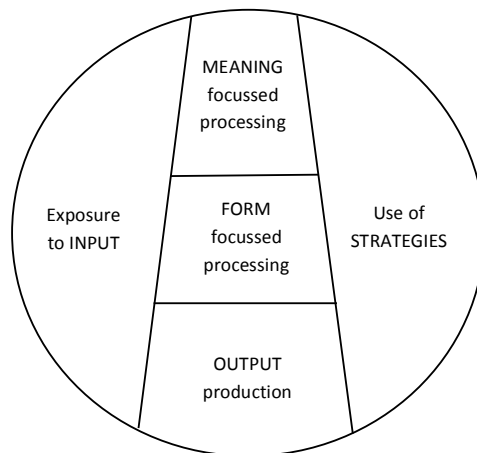 MEANING
focussed
processing
Exposure
to INPUT
FORM
focussed
processing
Use of
STRATEGIES
OUTPUT
production